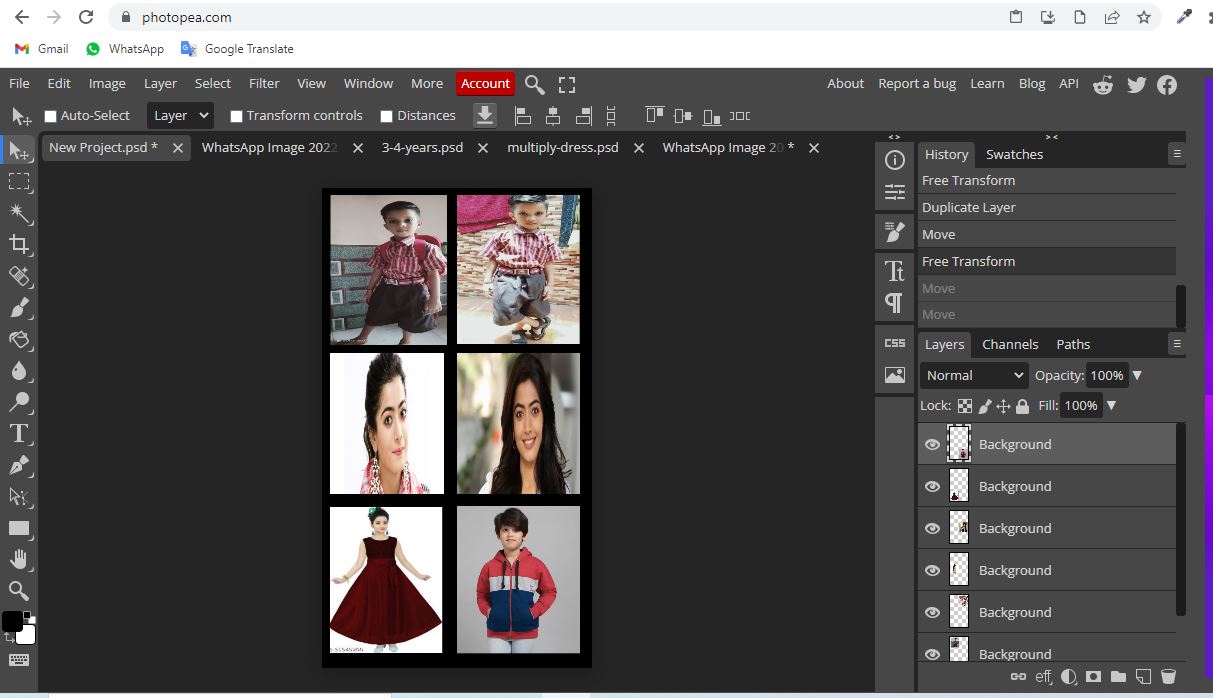 photopea.com
Gmail WhatsApp Google Translate
File Edit Image Layer Select Filter View Window More Account About Report a bug Learn Blog API
Auto-Select Layer Transform controls Distances
New Project.psd * WhatsApp Image 2022 3-4-years.psd multiply-dress.psd WhatsApp Image 20 *
< > > <
History Swatches
Free Transform
Duplicate Layer
Move
Free Transform
Move
Move
CSS
Layers Channels Paths
Normal Opacity: 100%
Lock: Fill: 100%
Background
Background
Background
Background
Background
Background
eff